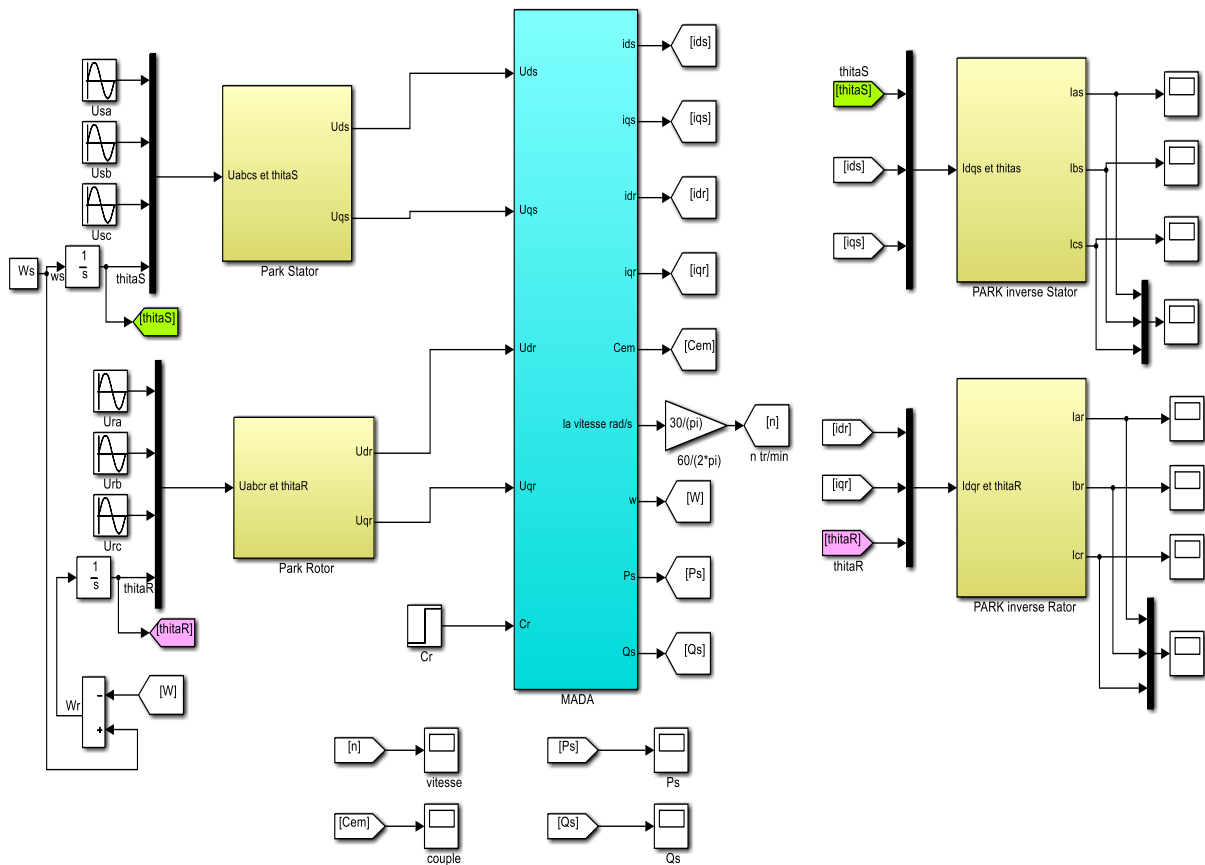 Usa
Usb
Usc
Ws
ws
1
s
thitaS
[thitaS]
Uabcs et thitaS
Uds
Uqs
Park Stator
Ura
Urb
Urc
1
s
thitaR
[thitaR]
Wr
−
+
[W]
Uabcr et thitaR
Udr
Uqr
Park Rotor
Cr
Uds
Uqs
Udr
Uqr
Cr
ids
iqs
idr
iqr
Cem
la vitesse rad/s
w
Ps
Qs
MADA
[ids]
[iqs]
[idr]
[iqr]
[Cem]
30/(pi)
60/(2*pi)
[n]
n tr/min
[W]
[Ps]
[Qs]
thitaS
[thitaS]
[ids]
[iqs]
Idqs et thitas
Ias
Ibs
Ics
PARK inverse Stator
[idr]
[iqr]
[thitaR]
thitaR
Idqr et thitaR
Iar
Ibr
Icr
PARK inverse Rator
[n]
vitesse
[Ps]
Ps
[Cem]
couple
[Qs]
Qs